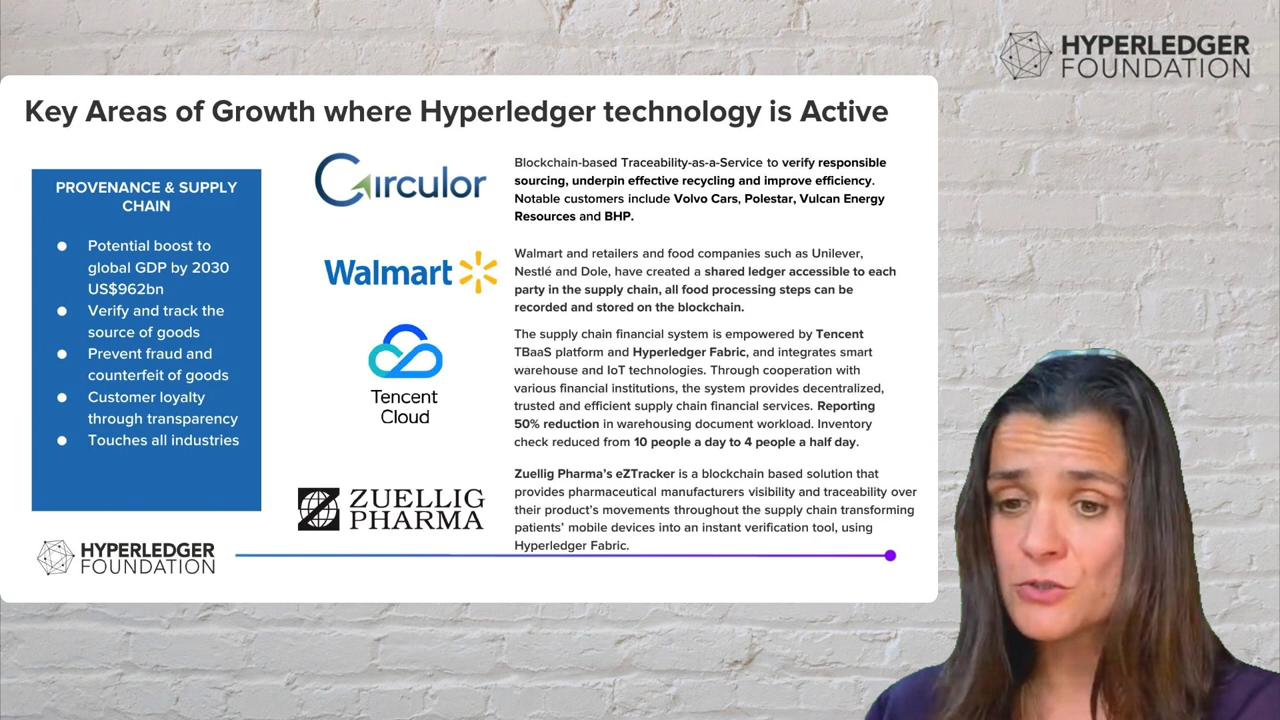 HYPERLEDGER
FOUNDATION
Key Areas of Growth where Hyperledger technology is Active
PROVENANCE & SUPPLY
CHAIN
● Potential boost to
global GDP by 2030
US$962bn
● Verify and track the
source of goods
● Prevent fraud and
counterfeit of goods
● Customer loyalty
through transparency
● Touches all industries
Circulor
Blockchain-based Traceability-as-a-Service to verify responsible
sourcing, underpin effective recycling and improve efficiency.
Notable customers include Volvo Cars, Polestar, Vulcan Energy
Resources and BHP.
Walmart
Walmart and retailers and food companies such as Unilever,
Nestlé and Dole, have created a shared ledger accessible to each
party in the supply chain, all food processing steps can be
recorded and stored on the blockchain.
Tencent
Cloud
The supply chain financial system is empowered by Tencent
TBaaS platform and Hyperledger Fabric, and integrates smart
warehouse and IoT technologies. Through cooperation with
various financial institutions, the system provides decentralized,
trusted and efficient supply chain financial services. Reporting
50% reduction in warehousing document workload. Inventory
check reduced from 10 people a day to 4 people a half day.
ZUELLIG
PHARMA
Zuellig Pharma's eZTracker is a blockchain based solution that
provides pharmaceutical manufacturers visibility and traceability over
their product's movements throughout the supply chain transforming
patients' mobile devices into an instant verification tool, using
Hyperledger Fabric.
HYPERLEDGER
FOUNDATION